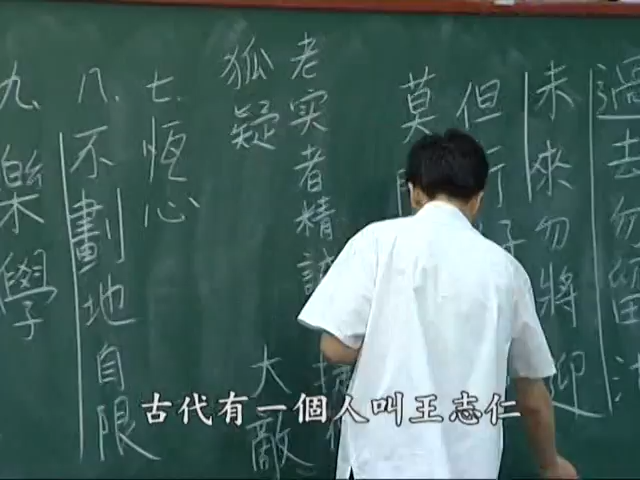 過去勿留
未來勿將迎
但行
莫
老实者精誠
狐疑
大敵
七.恆心
八.不劃地自限
九.樂學
古代有一個人叫王志仁